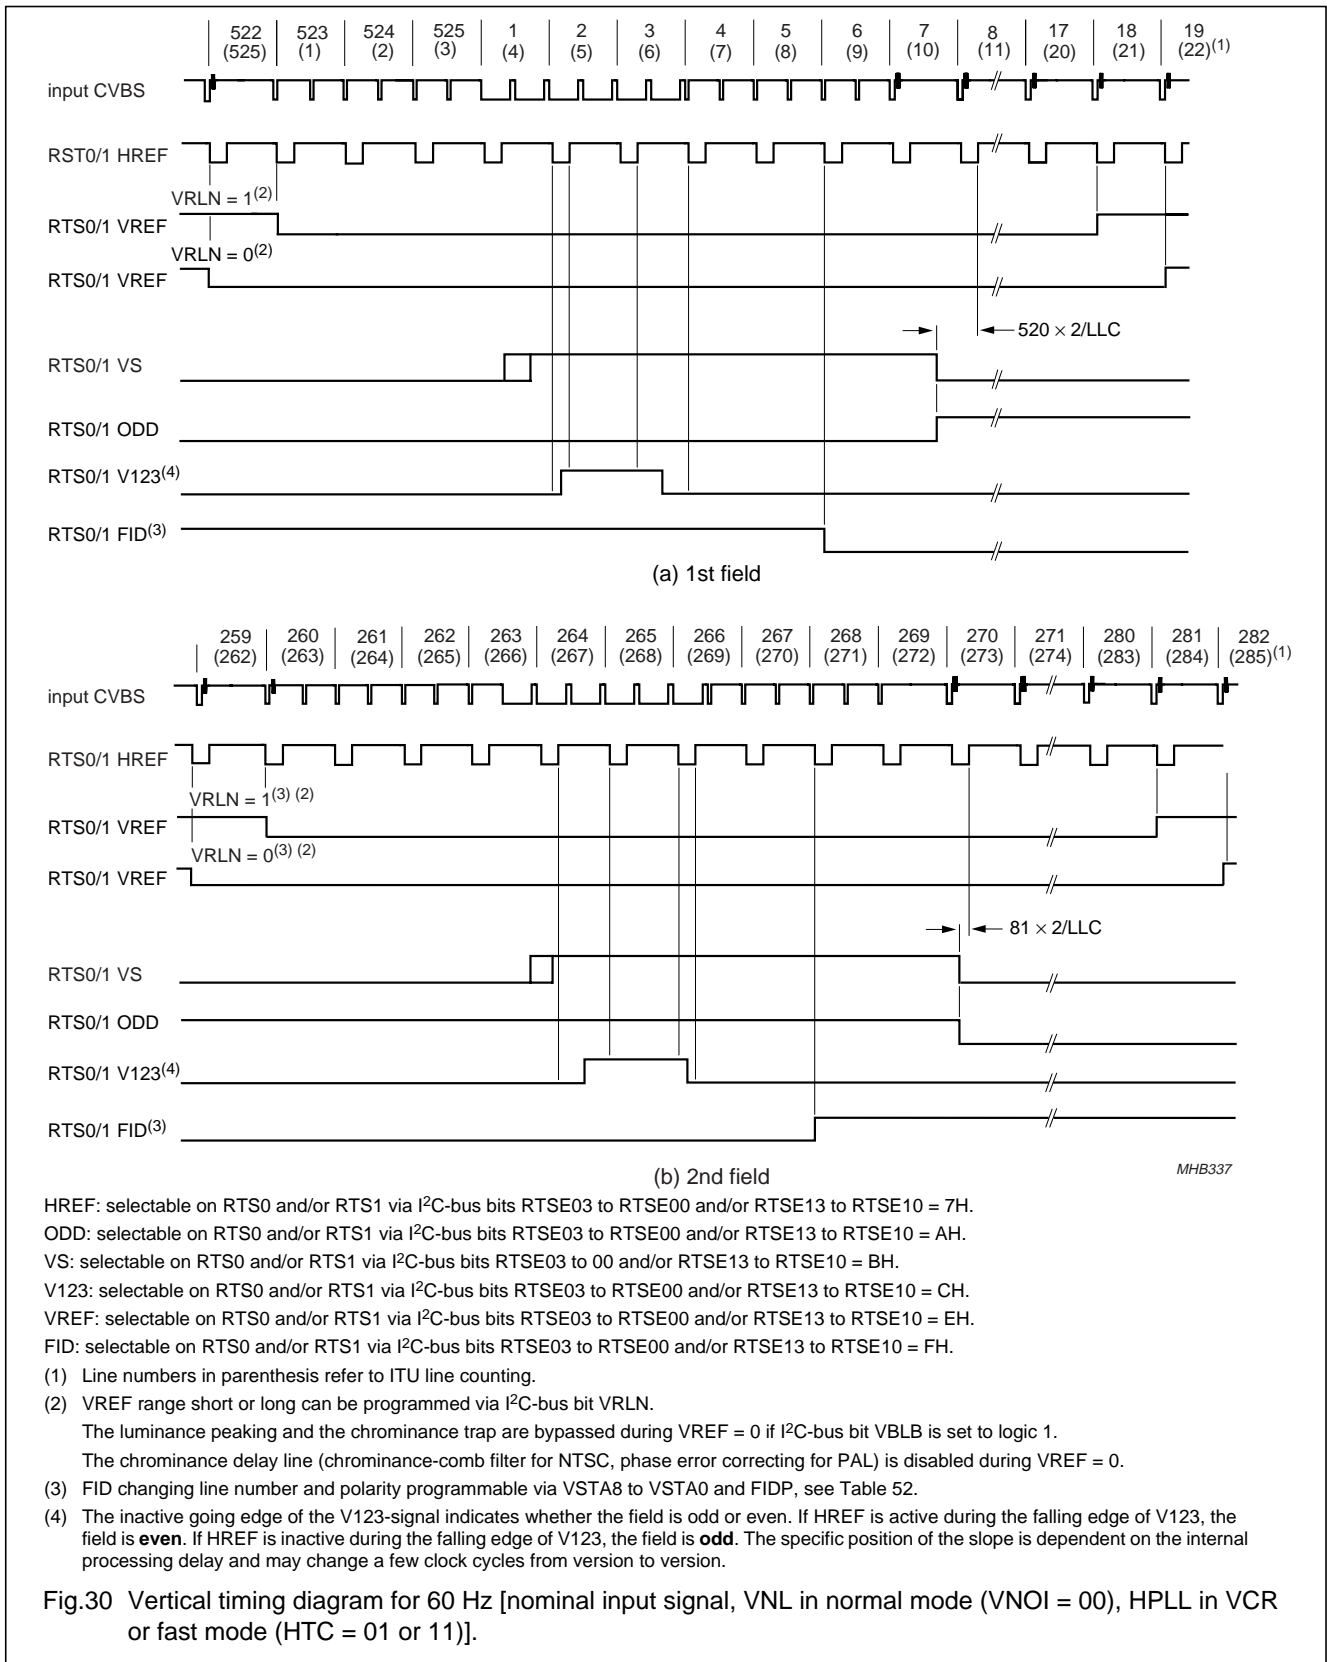 522 523 524 525 1 2 3 4 5 6 7 8 17 18 19
(525) (1) (2) (3) (4) (5) (6) (7) (8) (9) (10) (11) (20) (21) (22)(1)
input CVBS
RST0/1 HREF
VRLN = 1(2)
RTS0/1 VREF
VRLN = 0(2)
RTS0/1 VREF
520 × 2/LLC
RTS0/1 VS
RTS0/1 ODD
RTS0/1 V123(4)
RTS0/1 FID(3)
(a) 1st field
259 260 261 262 263 264 265 266 267 268 269 270 271 280 281 282
(262) (263) (264) (265) (266) (267) (268) (269) (270) (271) (272) (273) (274) (283) (284) (285)(1)
input CVBS
RTS0/1 HREF
VRLN = 1(3) (2)
RTS0/1 VREF
VRLN = 0(3) (2)
RTS0/1 VREF
81 × 2/LLC
RTS0/1 VS
RTS0/1 ODD
RTS0/1 V123(4)
RTS0/1 FID(3)
(b) 2nd field
MHB337
HREF: selectable on RTS0 and/or RTS1 via I2C-bus bits RTSE03 to RTSE00 and/or RTSE13 to RTSE10 = 7H.
ODD: selectable on RTS0 and/or RTS1 via I2C-bus bits RTSE03 to RTSE00 and/or RTSE13 to RTSE10 = AH.
VS: selectable on RTS0 and/or RTS1 via I2C-bus bits RTSE03 to 00 and/or RTSE13 to RTSE10 = BH.
V123: selectable on RTS0 and/or RTS1 via I2C-bus bits RTSE03 to RTSE00 and/or RTSE13 to RTSE10 = CH.
VREF: selectable on RTS0 and/or RTS1 via I2C-bus bits RTSE03 to RTSE00 and/or RTSE13 to RTSE10 = EH.
FID: selectable on RTS0 and/or RTS1 via I2C-bus bits RTSE03 to RTSE00 and/or RTSE13 to RTSE10 = FH.
(1) Line numbers in parenthesis refer to ITU line counting.
(2) VREF range short or long can be programmed via I2C-bus bit VRLN.
The luminance peaking and the chrominance trap are bypassed during VREF = 0 if I2C-bus bit VBLB is set to logic 1.
The chrominance delay line (chrominance-comb filter for NTSC, phase error correcting for PAL) is disabled during VREF = 0.
(3) FID changing line number and polarity programmable via VSTA8 to VSTA0 and FIDP, see Table 52.
(4) The inactive going edge of the V123-signal indicates whether the field is odd or even. If HREF is active during the falling edge of V123, the
field is even. If HREF is inactive during the falling edge of V123, the field is odd. The specific position of the slope is dependent on the internal
processing delay and may change a few clock cycles from version to version.
Fig.30 Vertical timing diagram for 60 Hz [nominal input signal, VNL in normal mode (VNOI = 00), HPLL in VCR
or fast mode (HTC = 01 or 11)].